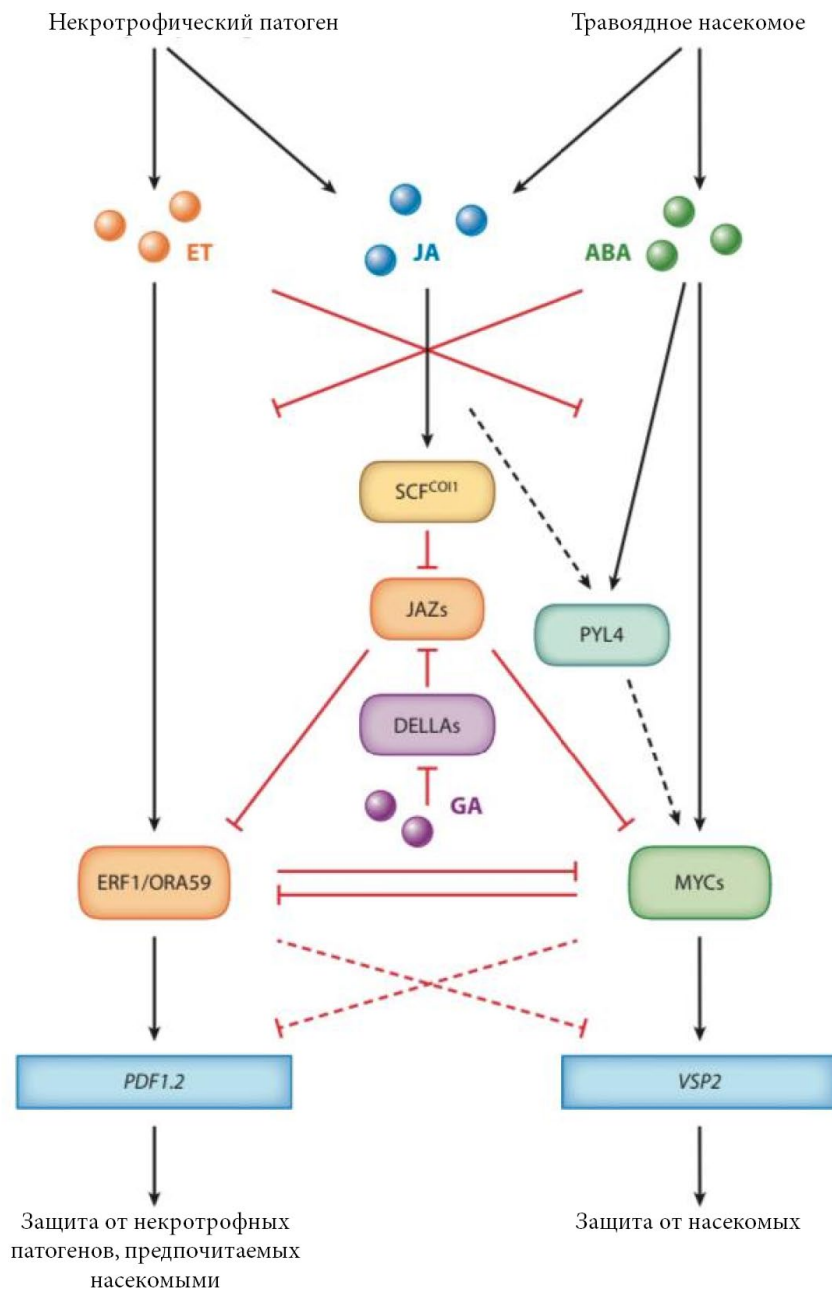 Некротрофический патоген
Травоядное насекомое
ET
JA
ABA
SCFCOI1
JAZs
PYL4
DELLAs
GA
ERF1/ORA59
MYCs
PDF1.2
VSP2
Защита от некротрофных
патогенов, предпочитаемых
насекомыми
Защита от насекомых